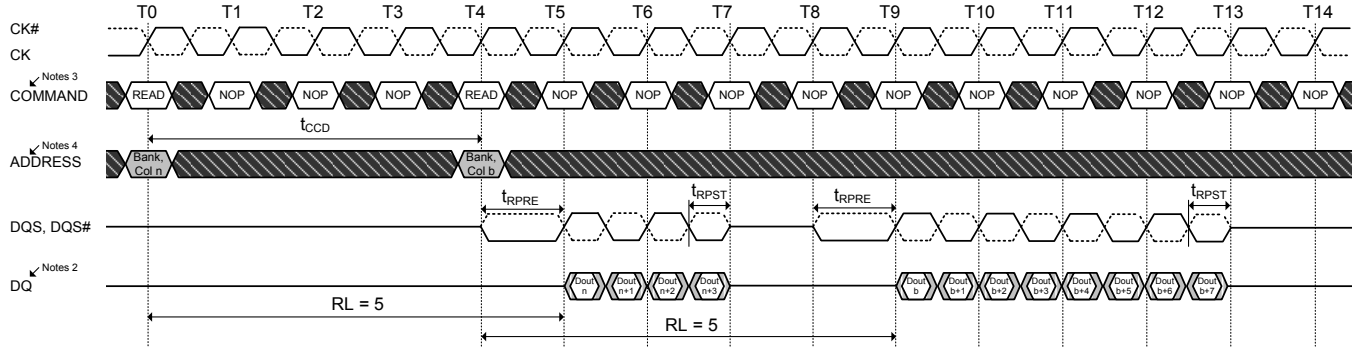 T0 T1 T2 T3 T4 T5 T6 T7 T8 T9 T10 T11 T12 T13 T14
CK#
CK
Notes 3
COMMAND READ NOP NOP NOP READ NOP NOP NOP NOP NOP NOP NOP NOP NOP NOP
tCCD
Notes 4
ADDRESS
Bank, Col n
Bank, Col b
tRPRE tRPST tRPRE tRPST
DQS, DQS#
Notes 2
DQ
Dout n
Dout n+1
Dout n+2
Dout n+3
Dout b
Dout b+1
Dout b+2
Dout b+3
Dout b+4
Dout b+5
Dout b+6
Dout b+7
RL = 5
RL = 5